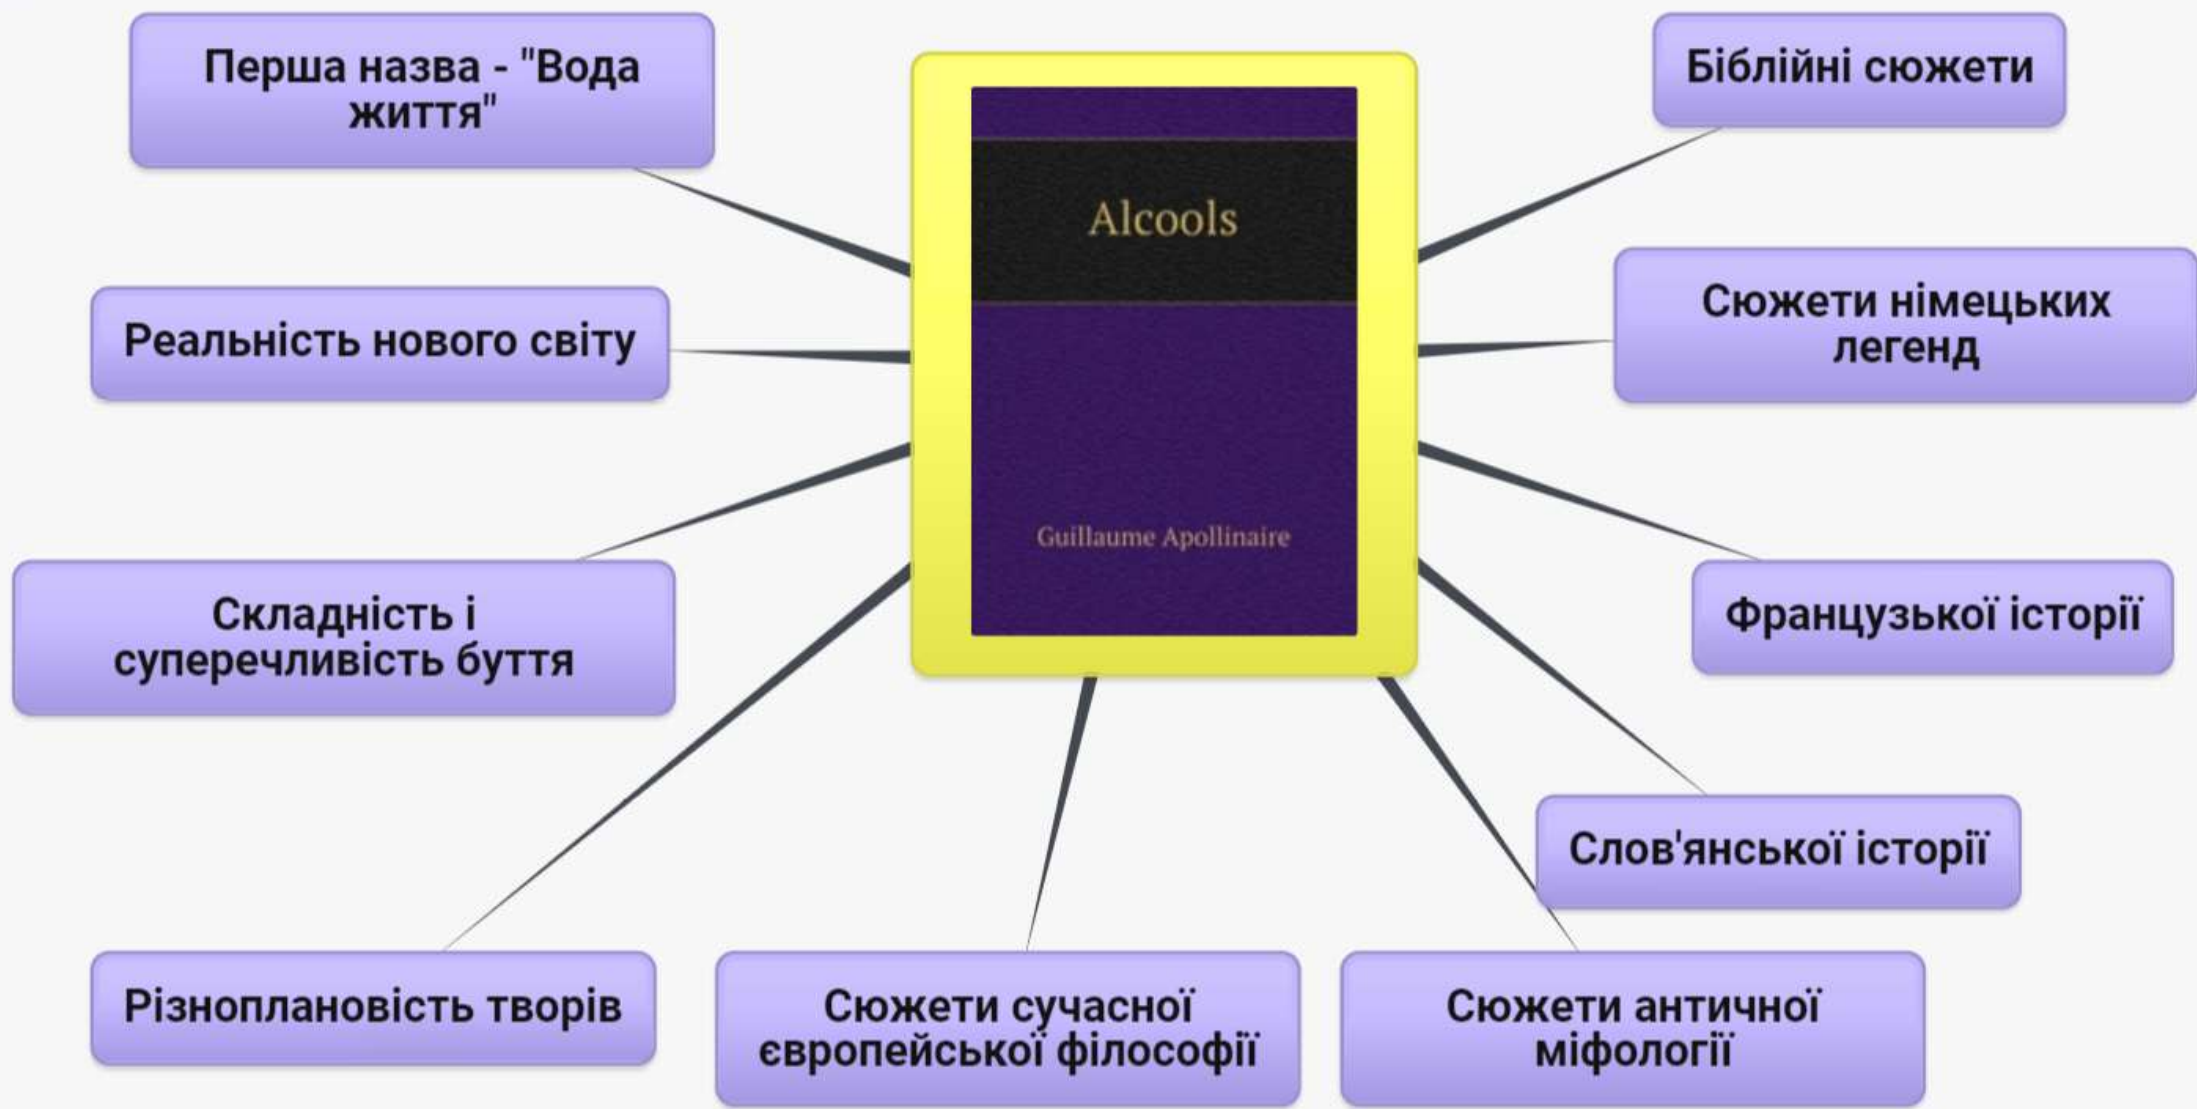 Перша назва - "Вода
життя"
Біблійні сюжети
Alcools
Реальність нового світу
Сюжети німецьких
легенд
Guillaume Apollinaire
Складність і
суперечливість буття
Французької історії
Слов'янської історії
Різноплановість творів
Сюжети сучасної
європейської філософії
Сюжети античної
міфології